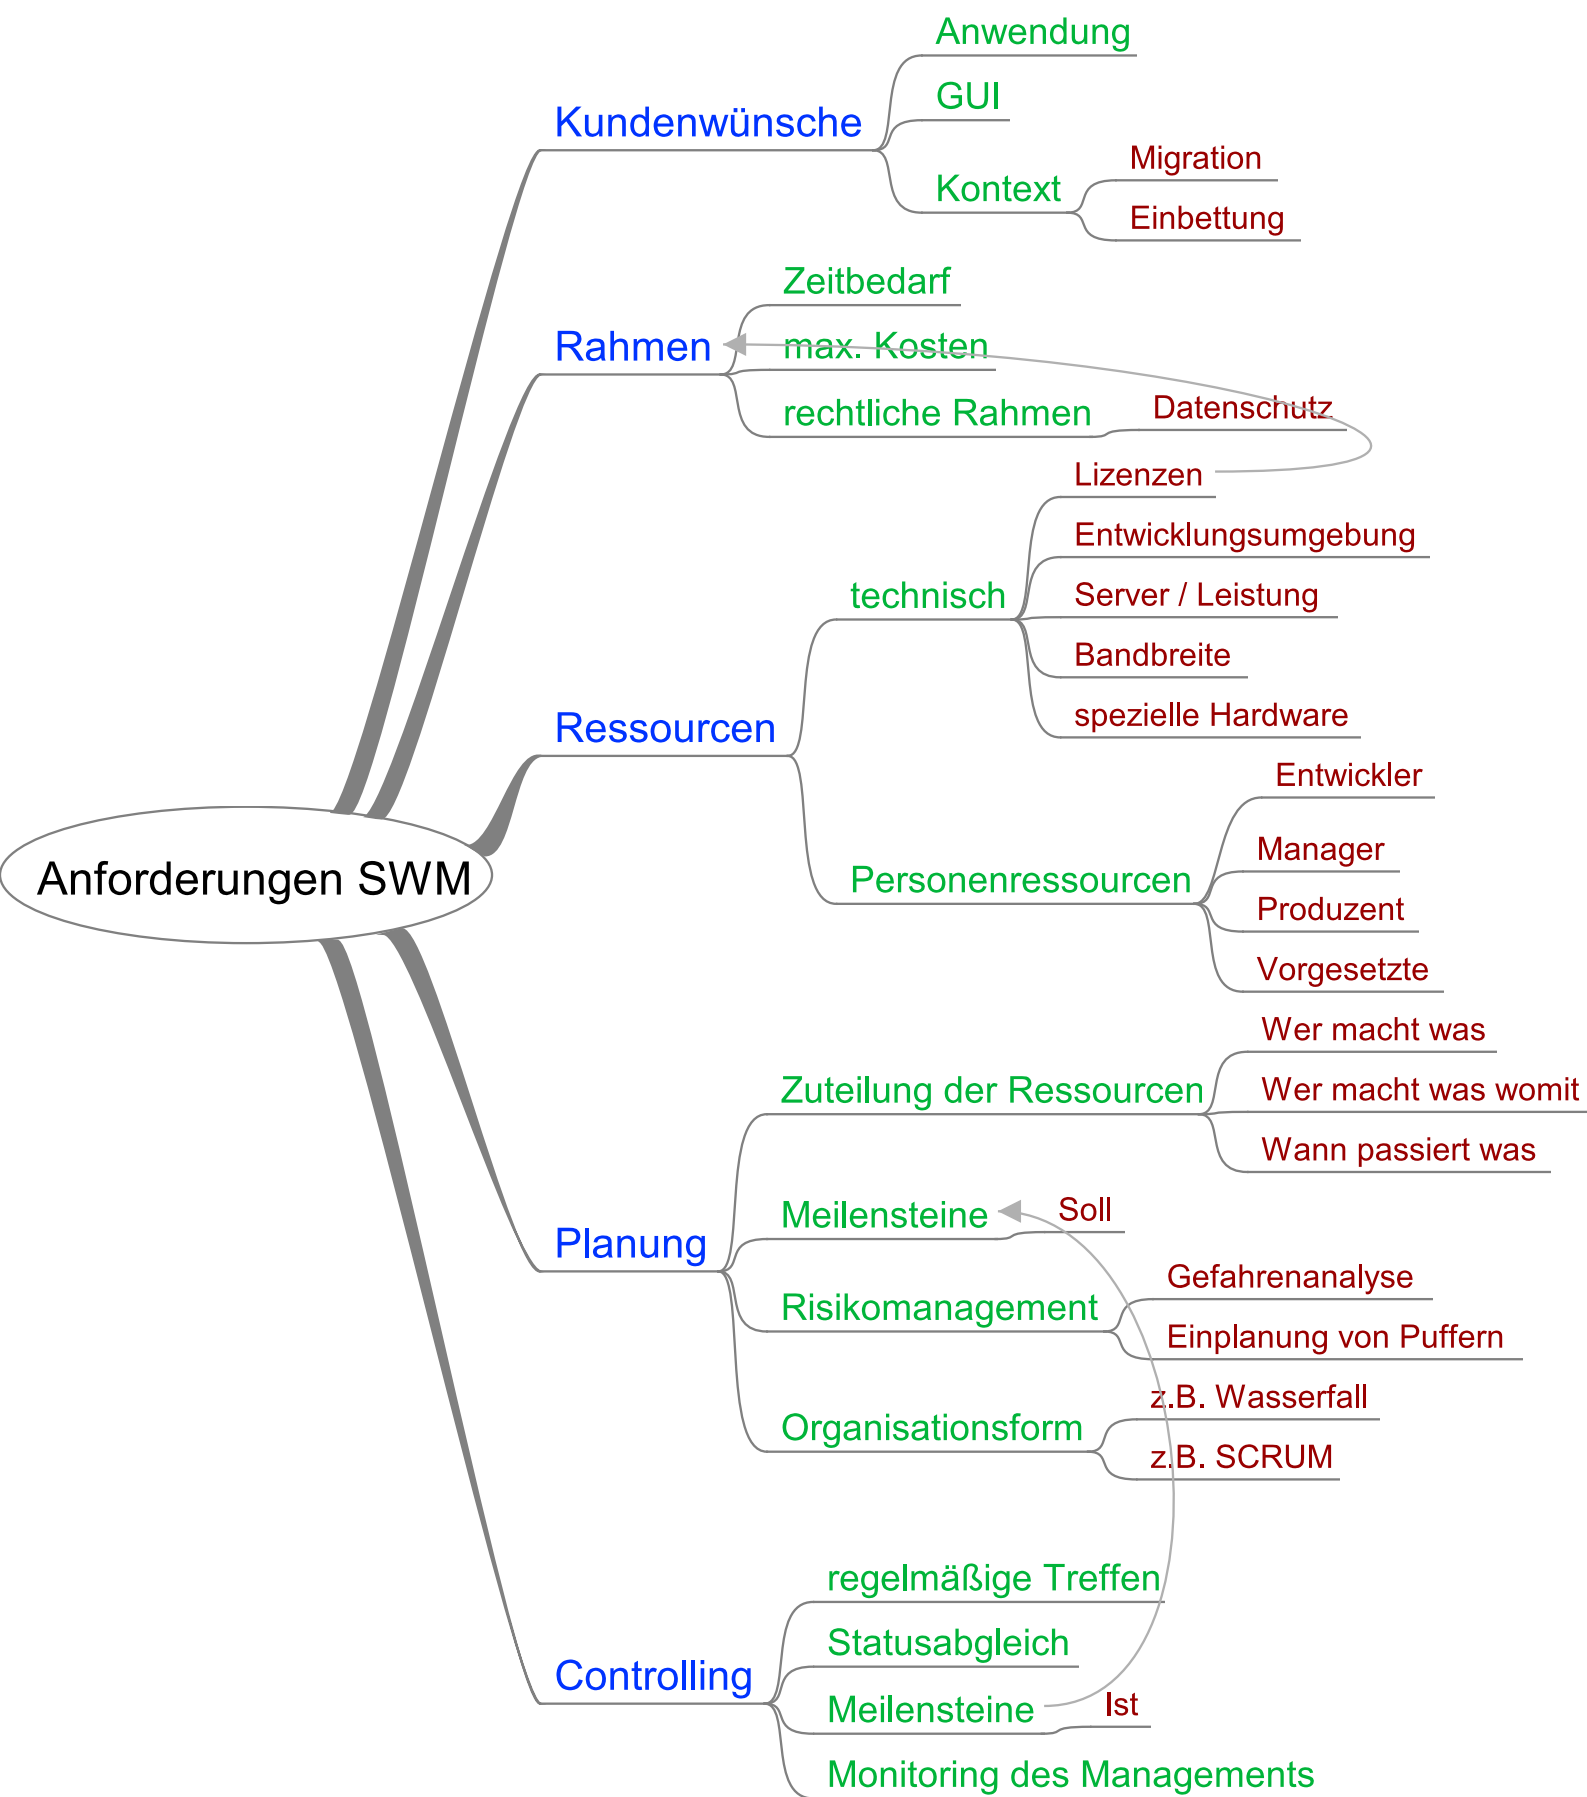 Anwendung
GUI
Kundenwünsche
Migration
Kontext
Einbettung
Zeitbedarf
Rahmen
max. Kosten
rechtliche Rahmen
Datenschutz
Lizenzen
Entwicklungsumgebung
technisch
Server / Leistung
Bandbreite
spezielle Hardware
Ressourcen
Entwickler
Manager
Personenressourcen
Produzent
Vorgesetzte
Anforderungen SWM
Wer macht was
Zuteilung der Ressourcen
Wer macht was womit
Wann passiert was
Meilensteine
Soll
Planung
Gefahrenanalyse
Risikomanagement
Einplanung von Puffern
z.B. Wasserfall
Organisationsform
z.B. SCRUM
regelmäßige Treffen
Statusabgleich
Controlling
Meilensteine
Ist
Monitoring des Managements